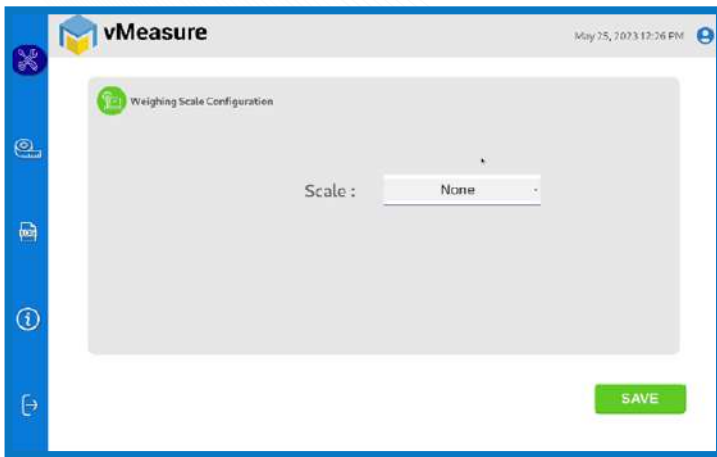 vMeasure
May 25, 2023 12:26 PM
Weighing Scale Configuration
Scale :
None
SAVE